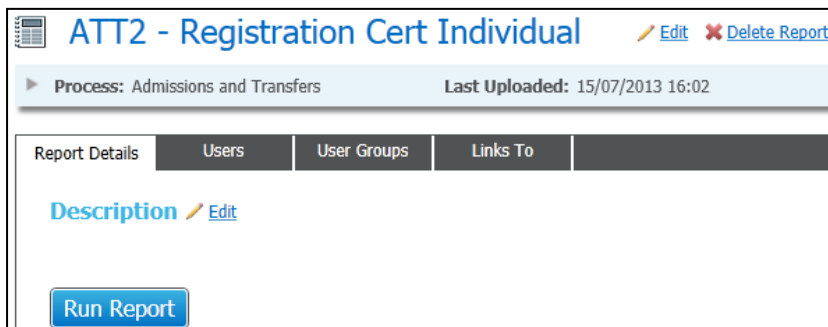 ATT2 - Registration Cert Individual Edit Delete Report
Process: Admissions and Transfers Last Uploaded: 15/07/2013 16:02
Report Details Users User Groups Links To
Description Edit
Run Report